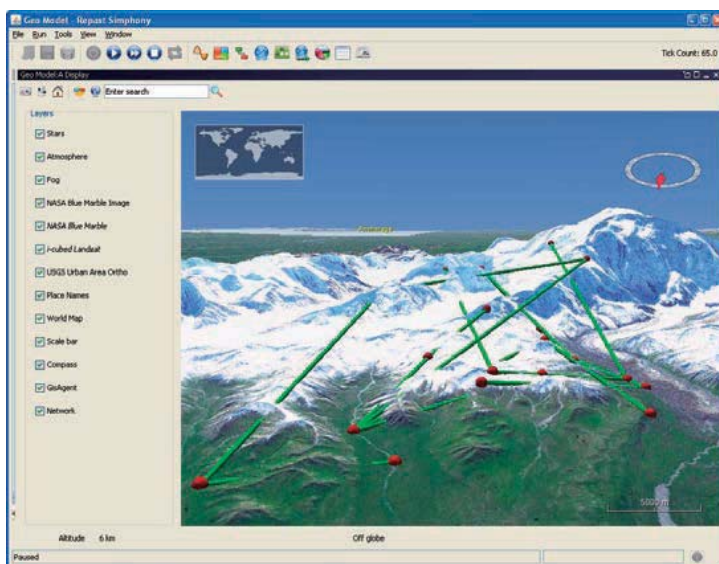 Geo Model - Repast Simphony
File Run Tools View Window
Tick Count: 65.0
Geo Model:A Display
Enter search
Layers
Stars
Atmosphere
Fog
NASA Blue Marble Image
NASA Blue Marble
i-cubed Landsat
USGS Urban Area Ortho
Place Names
World Map
Scale bar
Compass
GisAgent
Network
5000 m
Altitude 6 km Off globe
Paused